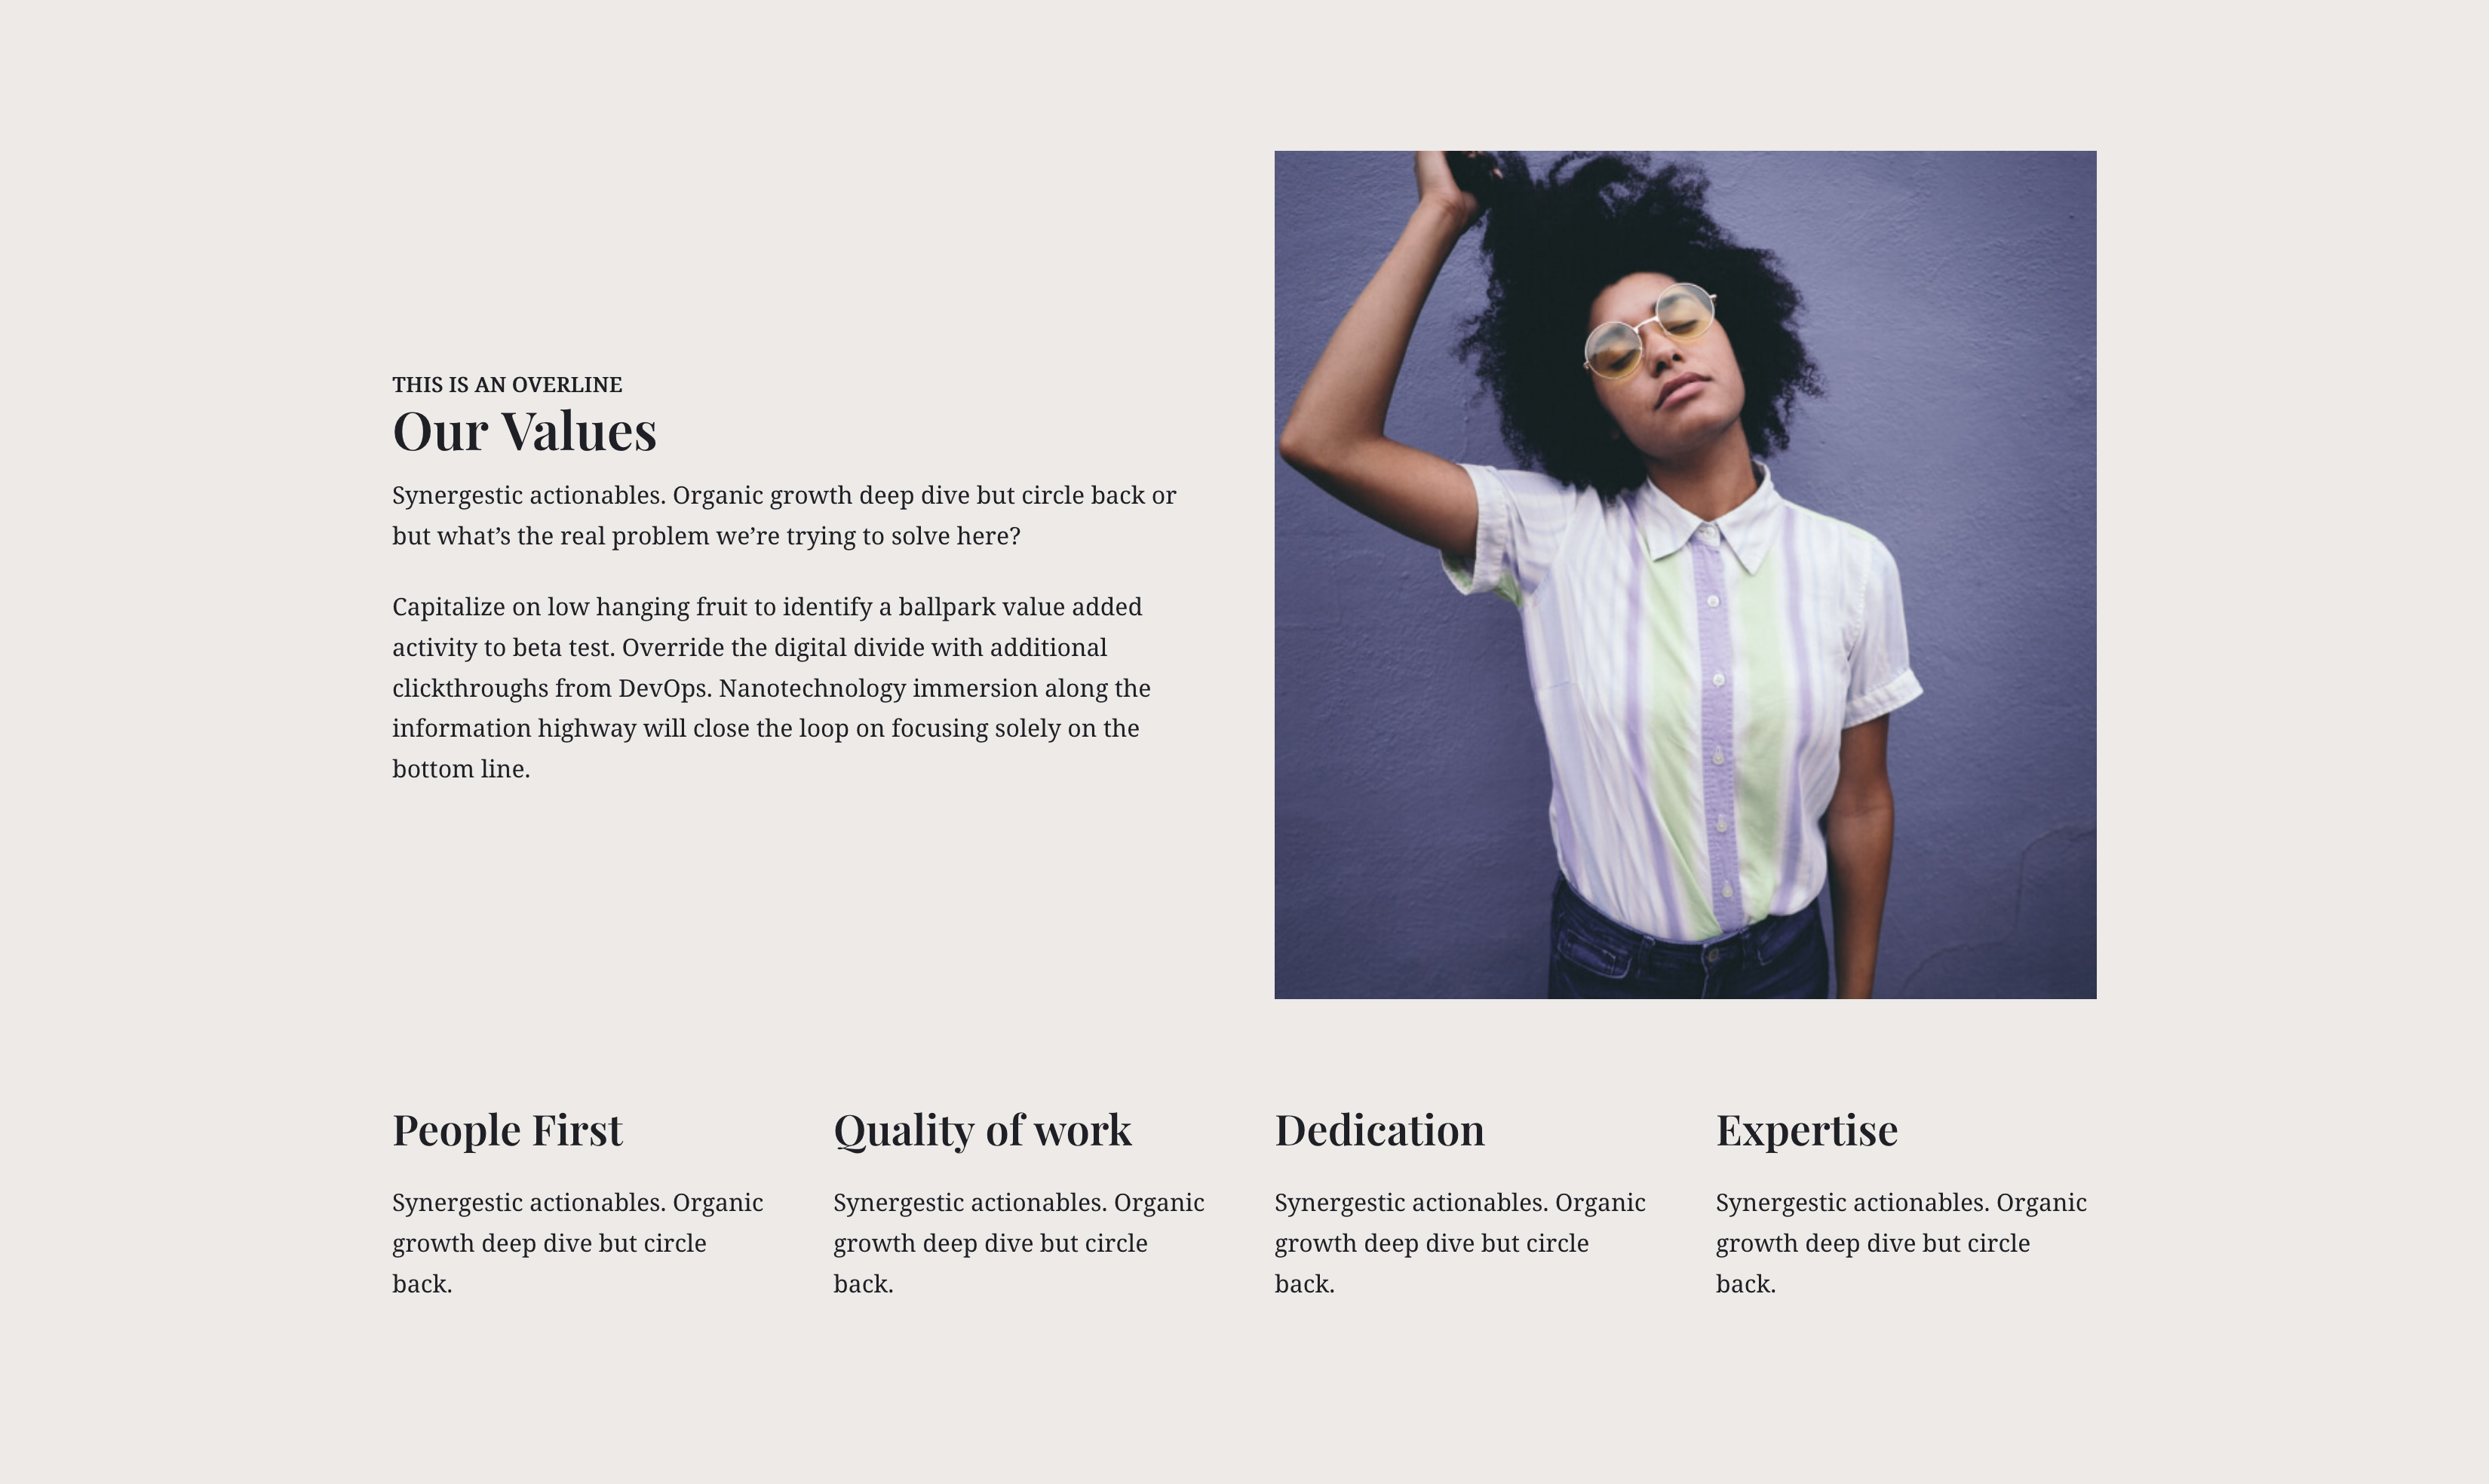 THIS IS AN OVERLINE
Our Values
Synergestic actionables. Organic growth deep dive but circle back or
but what’s the real problem we’re trying to solve here?
Capitalize on low hanging fruit to identify a ballpark value added
activity to beta test. Override the digital divide with additional
clickthroughs from DevOps. Nanotechnology immersion along the
information highway will close the loop on focusing solely on the
bottom line.
People First
Synergestic actionables. Organic
growth deep dive but circle
back.
Quality of work
Synergestic actionables. Organic
growth deep dive but circle
back.
Dedication
Synergestic actionables. Organic
growth deep dive but circle
back.
Expertise
Synergestic actionables. Organic
growth deep dive but circle
back.